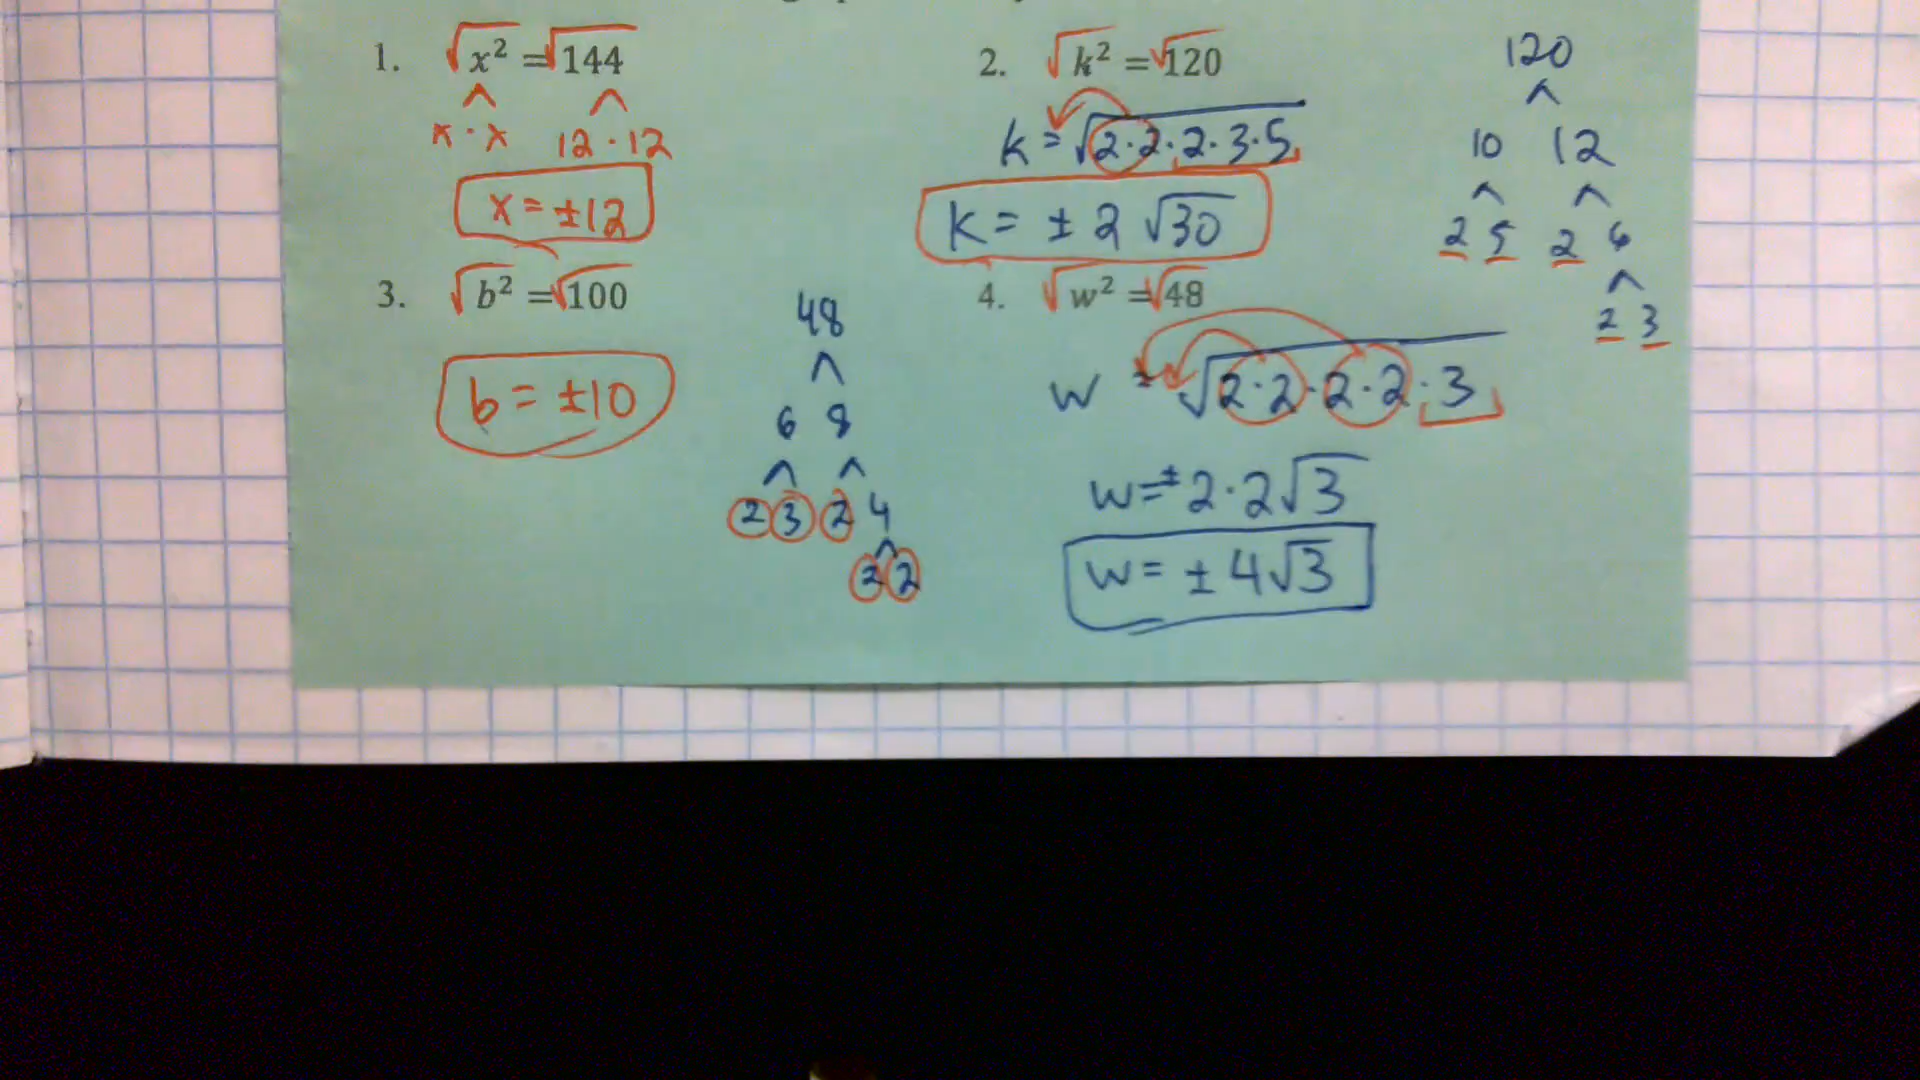 1. √x² = √144
x · x 12 · 12
x = ±12
2. √k² = √120
k = √2·2·2·3·5
k = ± 2 √30
120
10 12
2 5 2 6
2 3
3. √b² = √100
b = ±10
48
6 8
2 3 2 4
2 2
4. √w² = √48
w = √2·2·2·2·3
w = ± 2·2√3
w = ± 4√3